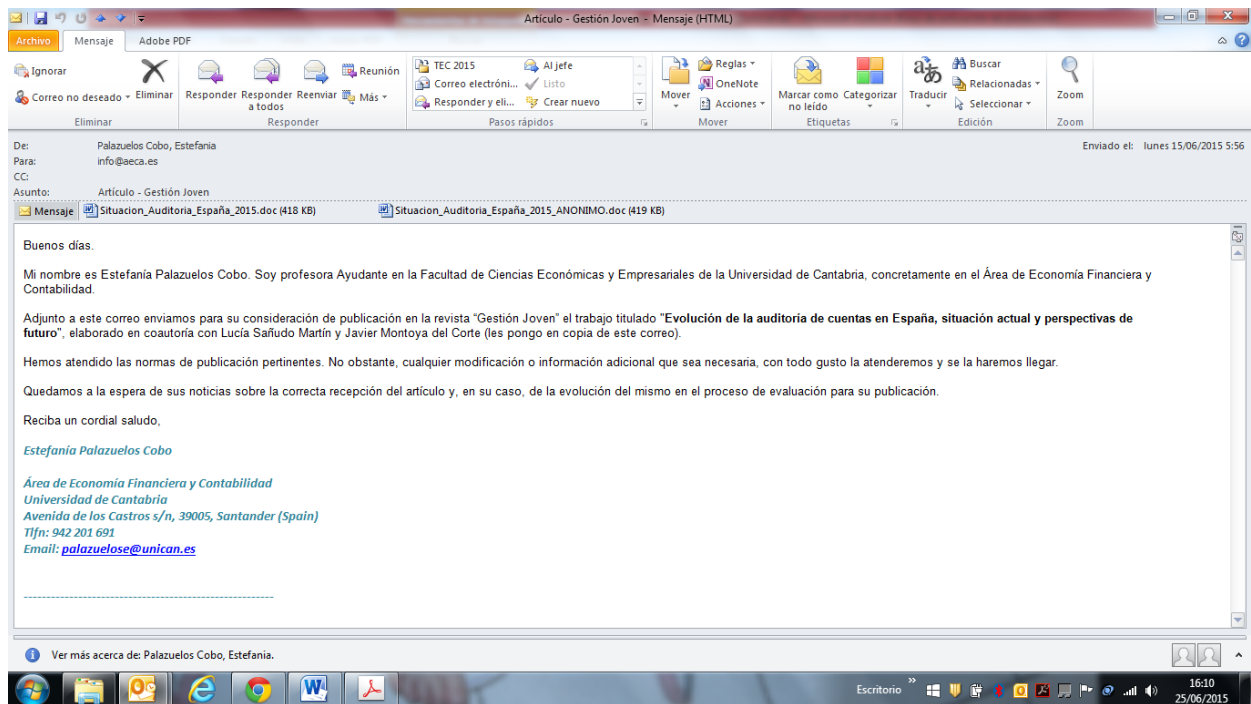 Artículo - Gestión Joven - Mensaje (HTML)
Archivo Mensaje Adobe PDF
Ignorar
Correo no deseado
Eliminar
Eliminar
Responder Responder a todos Reenviar
Reunión
Más
Responder
TEC 2015
Correo electróni...
Responder y eli...
Al jefe
Listo
Crear nuevo
Pasos rápidos
Mover
Reglas
OneNote
Acciones
Mover
Marcar como no leído
Categorizar
Etiquetas
Traducir
Buscar
Relacionadas
Seleccionar
Edición
Zoom
Zoom
De: Palazuelos Cobo, Estefania
Enviado el: lunes 15/06/2015 5:56
Para: info@aeca.es
CC:
Asunto: Artículo - Gestión Joven
Mensaje Situacion_Auditoria_España_2015.doc (418 KB) Situacion_Auditoria_España_2015_ANONIMO.doc (419 KB)
Buenos días.
Mi nombre es Estefanía Palazuelos Cobo. Soy profesora Ayudante en la Facultad de Ciencias Económicas y Empresariales de la Universidad de Cantabria, concretamente en el Área de Economía Financiera y
Contabilidad.
Adjunto a este correo enviamos para su consideración de publicación en la revista “Gestión Joven” el trabajo titulado "Evolución de la auditoría de cuentas en España, situación actual y perspectivas de
futuro", elaborado en coautoría con Lucía Sañudo Martín y Javier Montoya del Corte (les pongo en copia de este correo).
Hemos atendido las normas de publicación pertinentes. No obstante, cualquier modificación o información adicional que sea necesaria, con todo gusto la atenderemos y se la haremos llegar.
Quedamos a la espera de sus noticias sobre la correcta recepción del artículo y, en su caso, de la evolución del mismo en el proceso de evaluación para su publicación.
Reciba un cordial saludo,
Estefanía Palazuelos Cobo
Área de Economía Financiera y Contabilidad
Universidad de Cantabria
Avenida de los Castros s/n, 39005, Santander (Spain)
Tlfn: 942 201 691
Email: palazuelose@unican.es
-------------------------------------------------------
Ver más acerca de: Palazuelos Cobo, Estefania.
Escritorio
16:10
25/06/2015